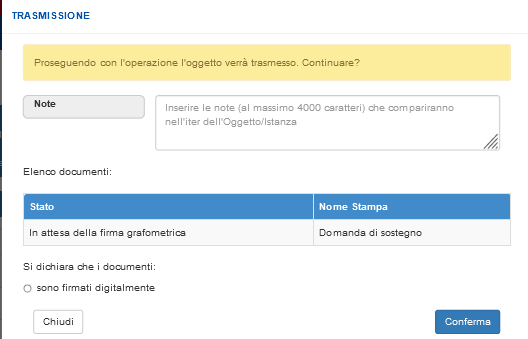 TRASMISSIONE
Proseguendo con l'operazione l'oggetto verrà trasmesso. Continuare?
Note
Inserire le note (al massimo 4000 caratteri) che compariranno
nell'iter dell'Oggetto/Istanza
Elenco documenti:
Stato Nome Stampa
In attesa della firma grafometrica Domanda di sostegno
Si dichiara che i documenti:
sono firmati digitalmente
Chiudi Conferma